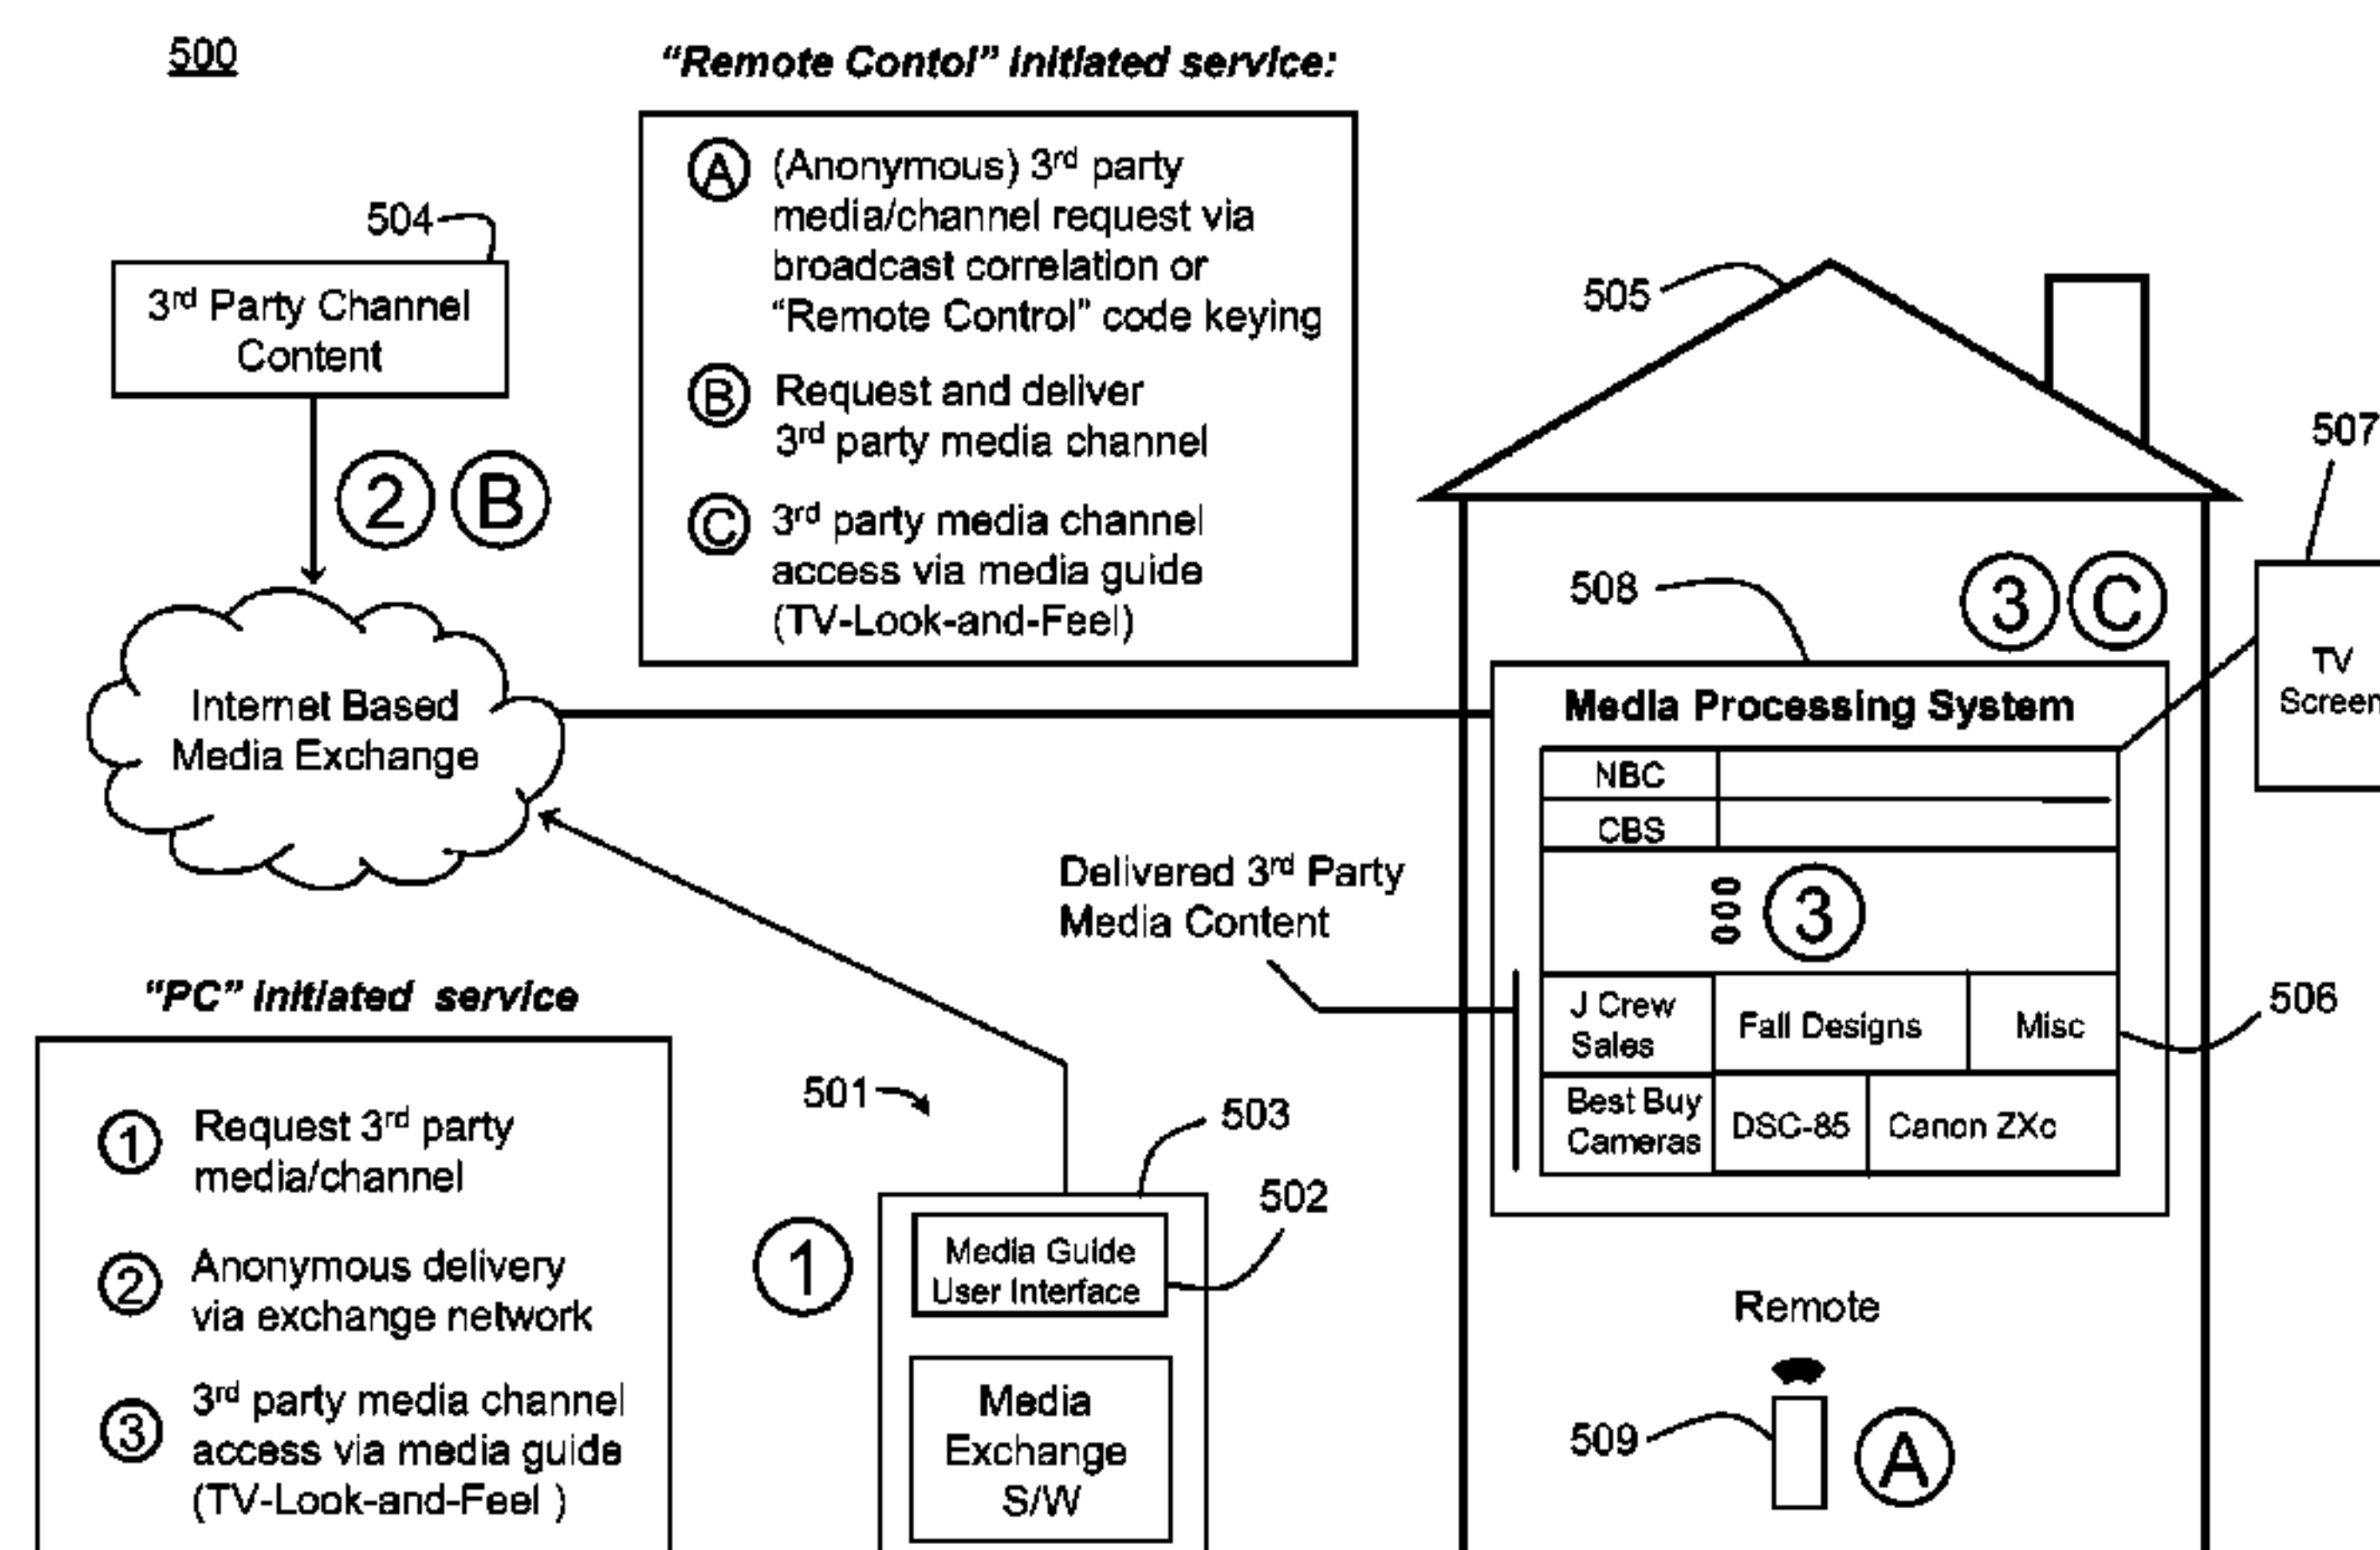 500
“Remote Contol” initiated service:
A (Anonymous) 3rd party
media/channel request via
broadcast correlation or
“Remote Control” code keying
B Request and deliver
3rd party media channel
C 3rd party media channel
access via media guide
(TV-Look-and-Feel)
504
3rd Party Channel
Content
2 B
Internet Based
Media Exchange
505
507
TV
Screen
508
3 C
Media Processing System
NBC
CBS
3
J Crew
Sales
Fall Designs
Misc
Best Buy
Cameras
DSC-85
Canon ZXc
506
Delivered 3rd Party
Media Content
“PC” initiated service
1 Request 3rd party
media/channel
2 Anonymous delivery
via exchange network
3 3rd party media channel
access via media guide
(TV-Look-and-Feel )
501
503
502
1
Media Guide
User Interface
Media
Exchange
S/W
Remote
509
A